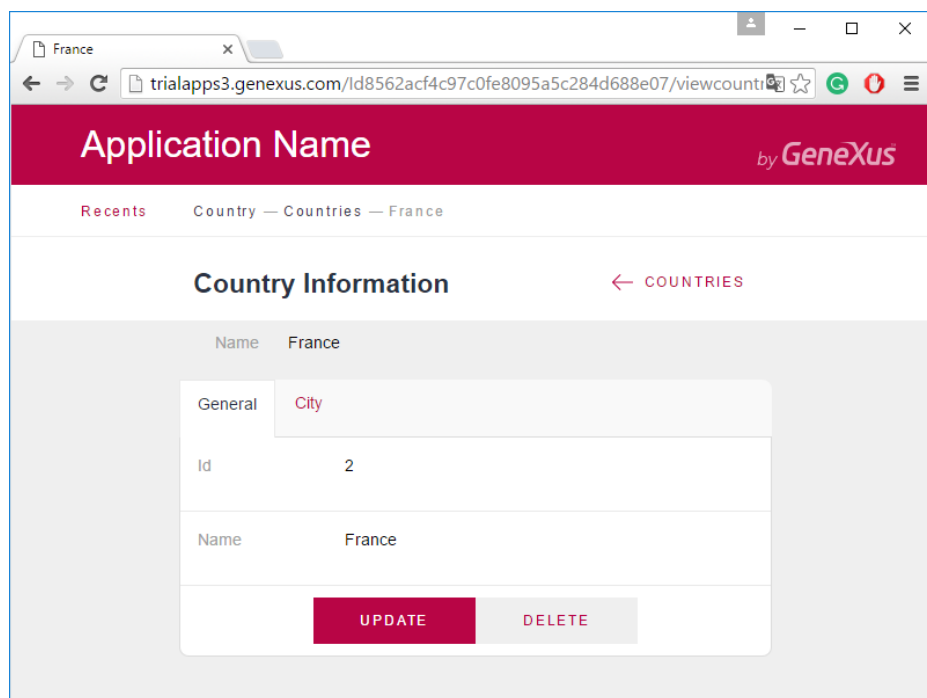 France
trialapps3.genexus.com/Id8562acf4c97c0fe8095a5c284d688e07/viewcountr
Application Name
by GeneXus
Recents Country — Countries — France
Country Information ← COUNTRIES
Name France
General City
Id 2
Name France
UPDATE DELETE